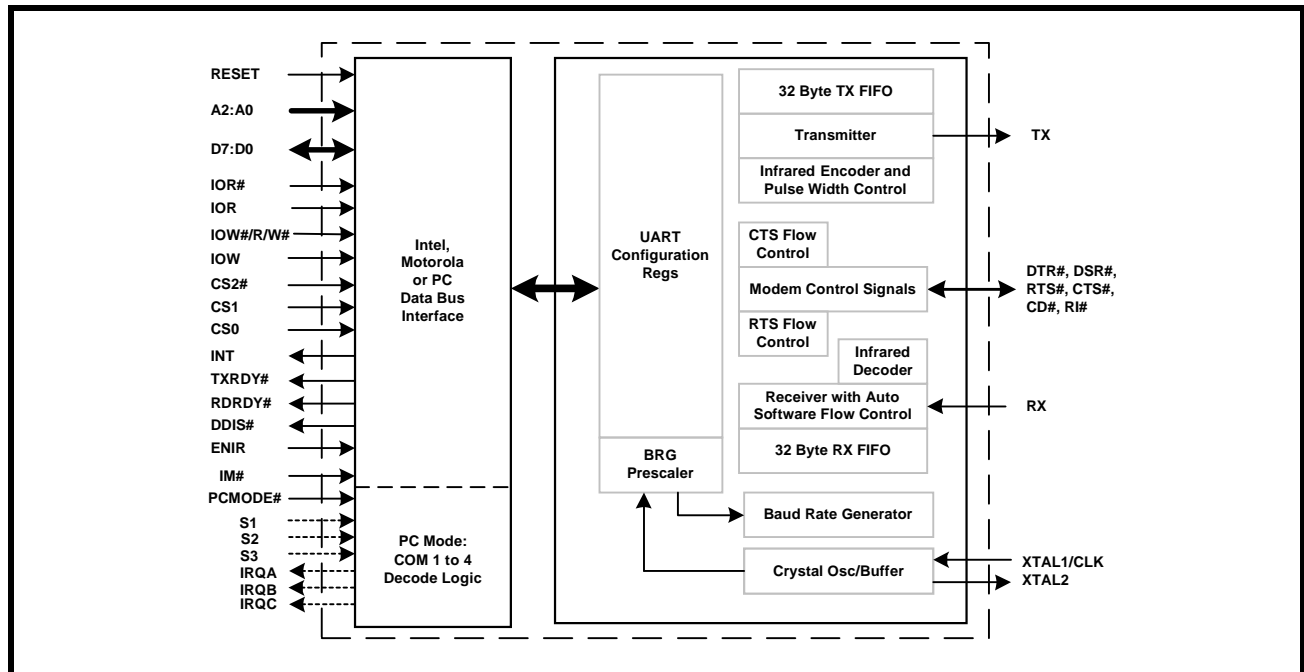 RESET
A2:A0
D7:D0
IOR#
IOR
IOW#/R/W#
IOW
CS2#
CS1
CS0
INT
TXRDY#
RDRDY#
DDIS#
ENIR
IM#
PCMODE#
S1
S2
S3
IRQA
IRQB
IRQC
Intel,
Motorola
or PC
Data Bus
Interface
PC Mode:
COM 1 to 4
Decode Logic
UART
Configuration
Regs
BRG
Prescaler
32 Byte TX FIFO
Transmitter
Infrared Encoder and
Pulse Width Control
CTS Flow
Control
Modem Control Signals
RTS Flow
Control
Infrared
Decoder
Receiver with Auto
Software Flow Control
32 Byte RX FIFO
Baud Rate Generator
Crystal Osc/Buffer
TX
DTR#, DSR#,
RTS#, CTS#,
CD#, RI#
RX
XTAL1/CLK
XTAL2